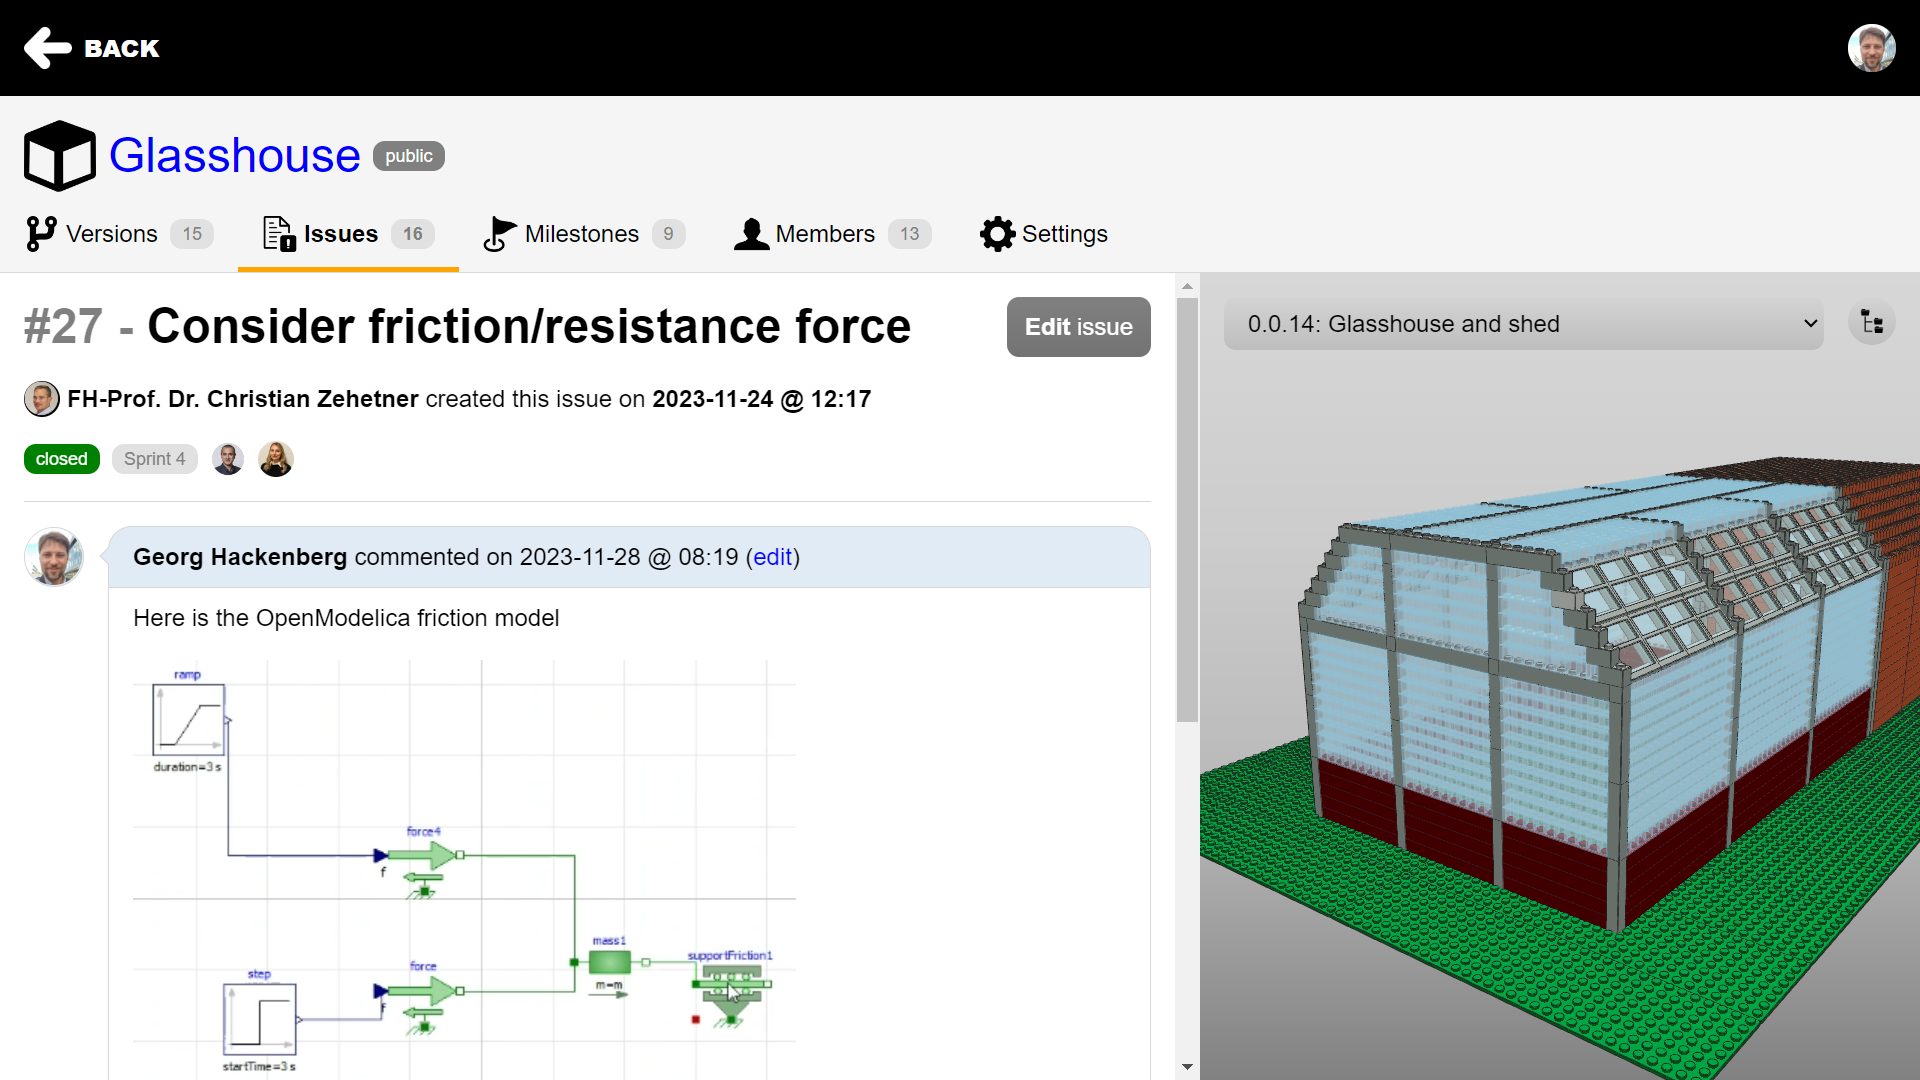 BACK
Glasshouse public
Versions 15 Issues 16 Milestones 9 Members 13 Settings
#27 - Consider friction/resistance force
Edit issue
0.0.14: Glasshouse and shed
FH-Prof. Dr. Christian Zehetner created this issue on 2023-11-24 @ 12:17
closed Sprint 4
Georg Hackenberg commented on 2023-11-28 @ 08:19 (edit)
Here is the OpenModelica friction model
ramp
duration=3 s
force4
f
mass1
supportFriction1
force
step
m=m
f
startTime=3 s